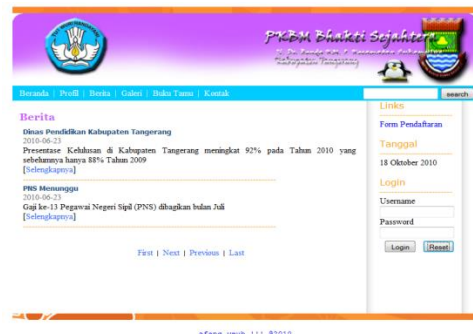 PKBM Bhakti Sejahtera
Kabupaten Tangerang
Beranda | Profil | Berita | Galeri | Buku Tamu | Kontak
search
Berita
Dinas Pendidikan Kabupaten Tangerang
2010-06-23
Presentase Kelulusan di Kabupaten Tangerang meningkat 92% pada Tahun 2010 yang
sebelumnya hanya 88% Tahun 2009
[Selengkapnya]
PNS Menunggu
2010-06-23
Gaji ke-13 Pegawai Negeri Sipil (PNS) dibagikan bulan Juli
[Selengkapnya]
First | Next | Previous | Last
Links
Form Pendaftaran
Tanggal
18 Oktober 2010
Login
Username
Password
Login Reset